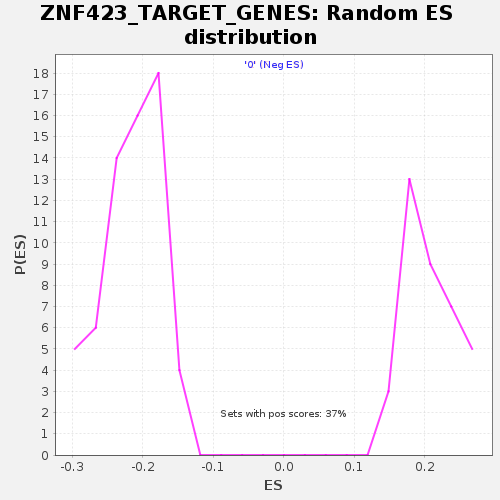 ZNF423_TARGET_GENES: Random ES
distribution
'0' (Neg ES)
18
17
16
15
14
13
12
11
10
9
8
7
6
5
4
3
2
1
0
P(ES)
Sets with pos scores: 37%
-0.3 -0.2 -0.1 0.0 0.1 0.2
ES